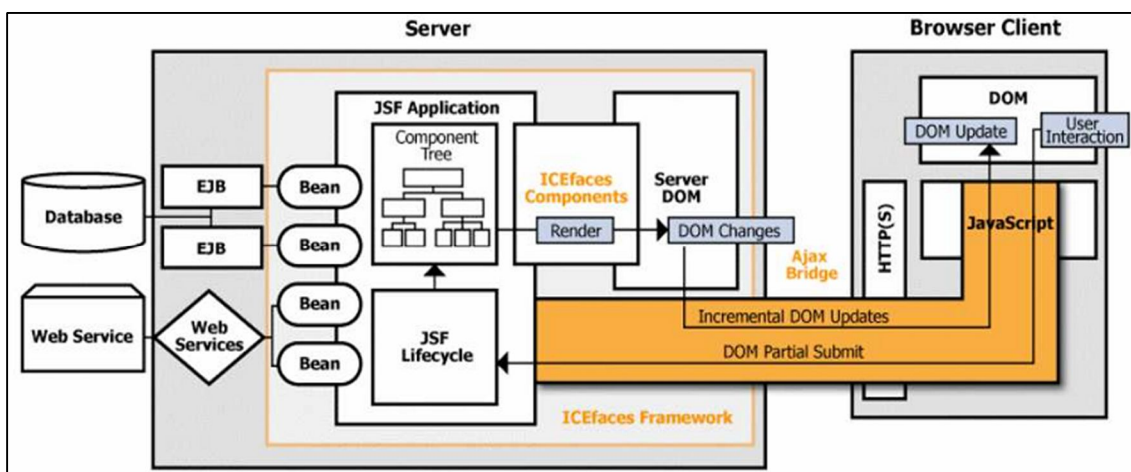 Server
Browser Client
JSF Application
Component
Tree
DOM
DOM Update
User
Interaction
EJB
Bean
ICEfaces
Components
Server
DOM
Database
EJB
Bean
Render
DOM Changes
HTTP(S)
JavaScript
Ajax
Bridge
Web Service
Web
Services
Bean
Bean
JSF
Lifecycle
Incremental DOM Updates
DOM Partial Submit
ICEfaces Framework